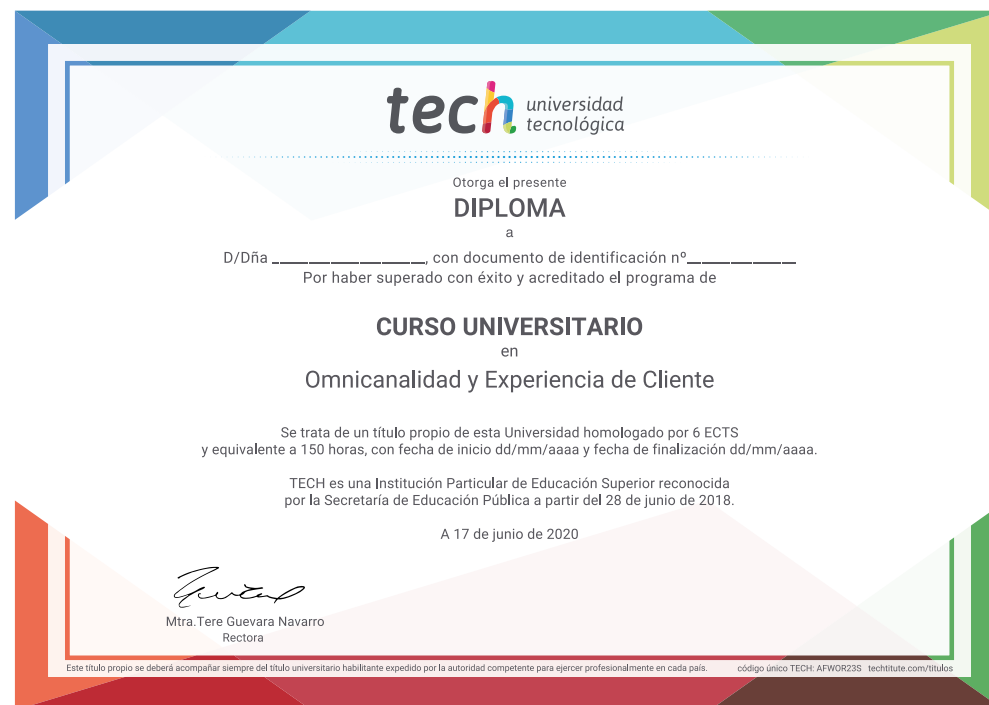 tech universidad
tecnológica
Otorga el presente
DIPLOMA
a
D/Dña ____________________, con documento de identificación nº______________
Por haber superado con éxito y acreditado el programa de
CURSO UNIVERSITARIO
en
Omnicanalidad y Experiencia de Cliente
Se trata de un título propio de esta Universidad homologado por 6 ECTS
y equivalente a 150 horas, con fecha de inicio dd/mm/aaaa y fecha de finalización dd/mm/aaaa.
TECH es una Institución Particular de Educación Superior reconocida
por la Secretaría de Educación Pública a partir del 28 de junio de 2018.
A 17 de junio de 2020
Mtra.Tere Guevara Navarro
Rectora
Este título propio se deberá acompañar siempre del título universitario habilitante expedido por la autoridad competente para ejercer profesionalmente en cada país. código único TECH: AFWOR23S techtitute.com/titulos